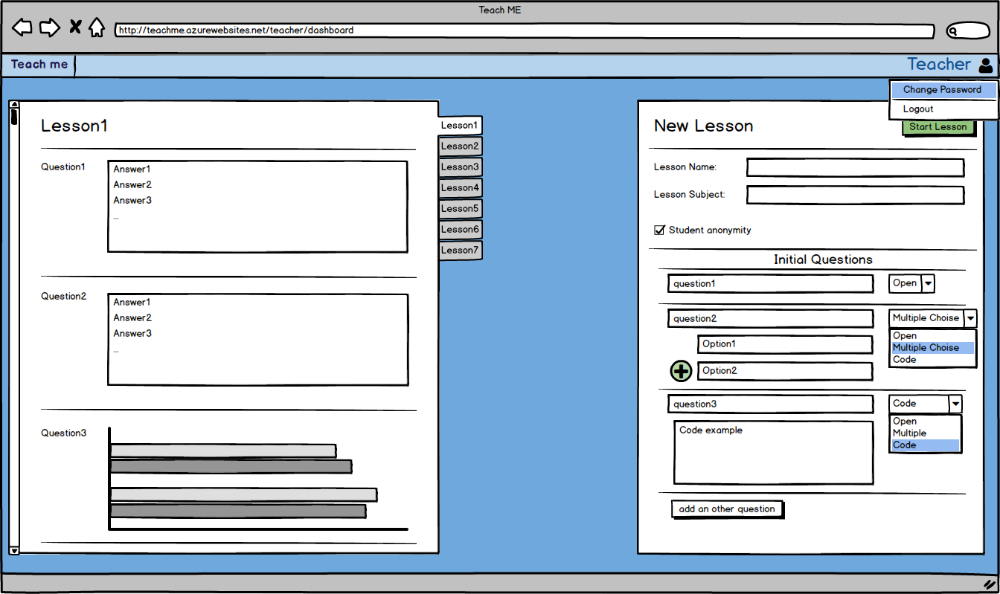 Teach ME
http://teachme.azurewebsites.net/teacher/dashboard
Teach me
Teacher
Change Password
Logout
Lesson1
Question1
Answer1
Answer2
Answer3
...
Question2
Answer1
Answer2
Answer3
...
Question3
Lesson1
Lesson2
Lesson3
Lesson4
Lesson5
Lesson6
Lesson7
New Lesson
Start Lesson
Lesson Name:
Lesson Subject:
Student anonymity
Initial Questions
question1
Open
question2
Multiple Choise
Open
Multiple Choise
Code
Option1
Option2
question3
Code
Open
Multiple
Code
Code example
add an other question